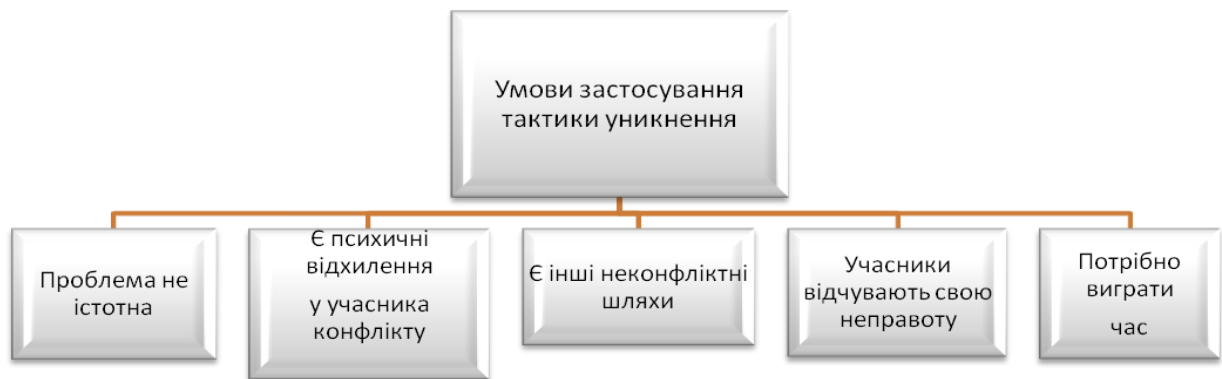 Умови застосування
тактики уникнення
Проблема не
істотна
Є психичні
відхилення
у учасника
конфлікту
Є інші неконфліктні
шляхи
Учасники
відчувають свою
неправоту
Потрібно
виграти
час